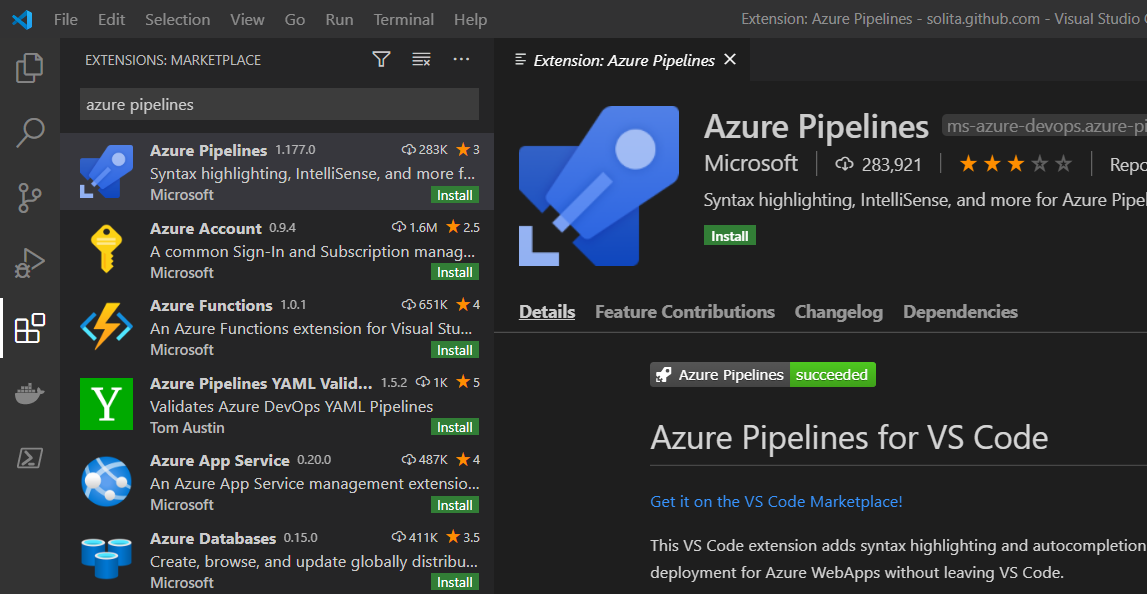 File Edit Selection View Go Run Terminal Help
Extension: Azure Pipelines - solita.github.com - Visual Studio
EXTENSIONS: MARKETPLACE
azure pipelines
Azure Pipelines 1.177.0 283K 3
Syntax highlighting, IntelliSense, and more f...
Microsoft Install
Azure Account 0.9.4 1.6M 2.5
A common Sign-In and Subscription manag...
Microsoft Install
Azure Functions 1.0.1 651K 4
An Azure Functions extension for Visual Stu...
Microsoft Install
Y
Azure Pipelines YAML Valid... 1.5.2 1K 5
Validates Azure DevOps YAML Pipelines
Tom Austin Install
Azure App Service 0.20.0 487K 4
An Azure App Service management extensio...
Microsoft Install
Azure Databases 0.15.0 411K 3.5
Create, browse, and update globally distribu...
Microsoft Install
Extension: Azure Pipelines
Azure Pipelines ms-azure-devops.azure-pi
Microsoft 283,921 Repo
Syntax highlighting, IntelliSense, and more for Azure Pipel
Install
Details Feature Contributions Changelog Dependencies
Azure Pipelines succeeded
Azure Pipelines for VS Code
Get it on the VS Code Marketplace!
This VS Code extension adds syntax highlighting and autocompletion
deployment for Azure WebApps without leaving VS Code.